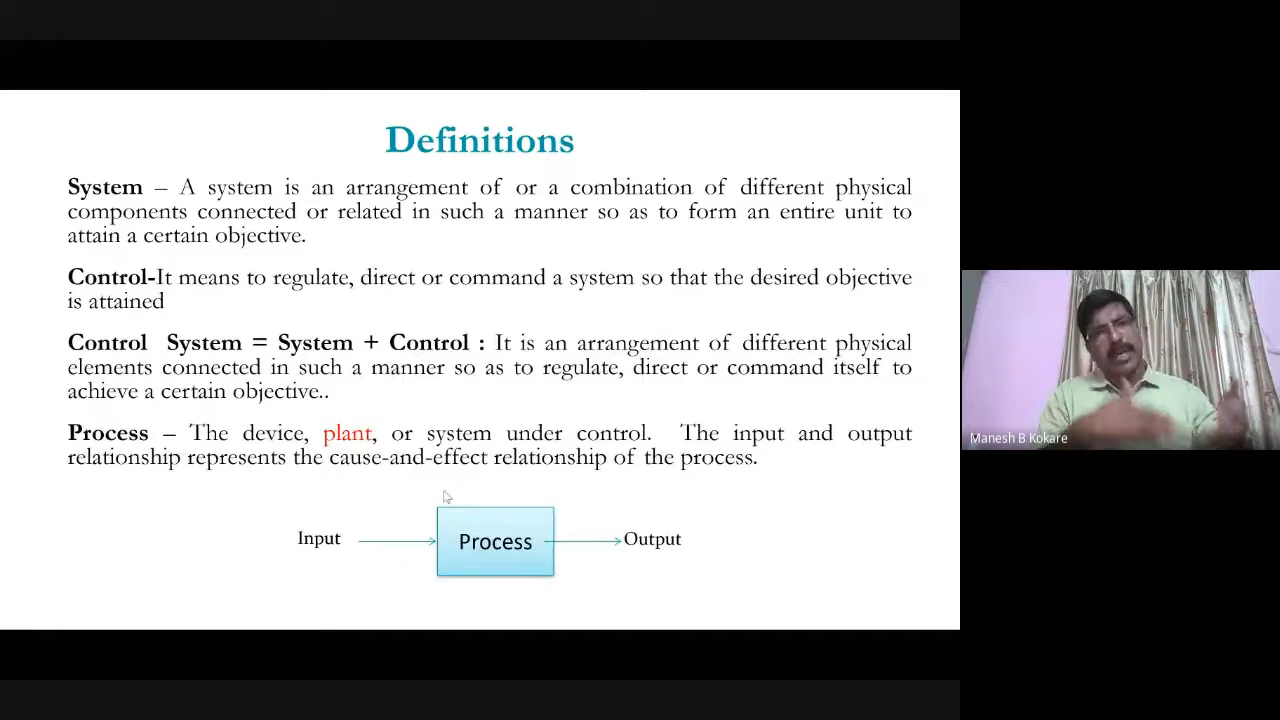 Definitions
System – A system is an arrangement of or a combination of different physical
components connected or related in such a manner so as to form an entire unit to
attain a certain objective.
Control-It means to regulate, direct or command a system so that the desired objective
is attained
Control System = System + Control : It is an arrangement of different physical
elements connected in such a manner so as to regulate, direct or command itself to
achieve a certain objective..
Process – The device, plant, or system under control. The input and output
relationship represents the cause-and-effect relationship of the process.
Input
Process
Output
Manesh B Kokare